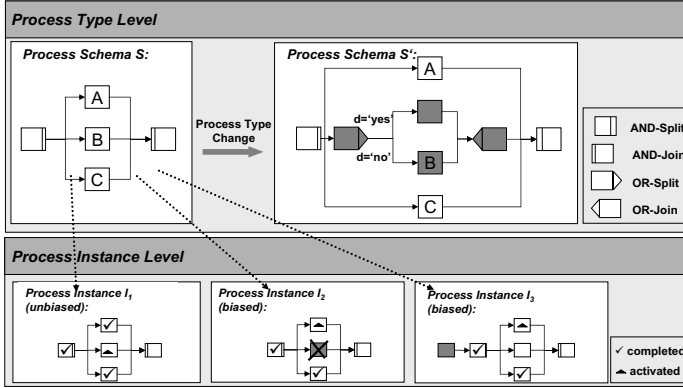 Process Type Level
Process Schema S:
Process Schema S':
A
B
C
Process Type
Change
A
d='yes'
d='no'
B
C
AND-Split
AND-Join
OR-Split
OR-Join
Process Instance Level
Process Instance I1
(unbiased):
Process Instance I2
(biased):
Process Instance I3
(biased):
completed
activated